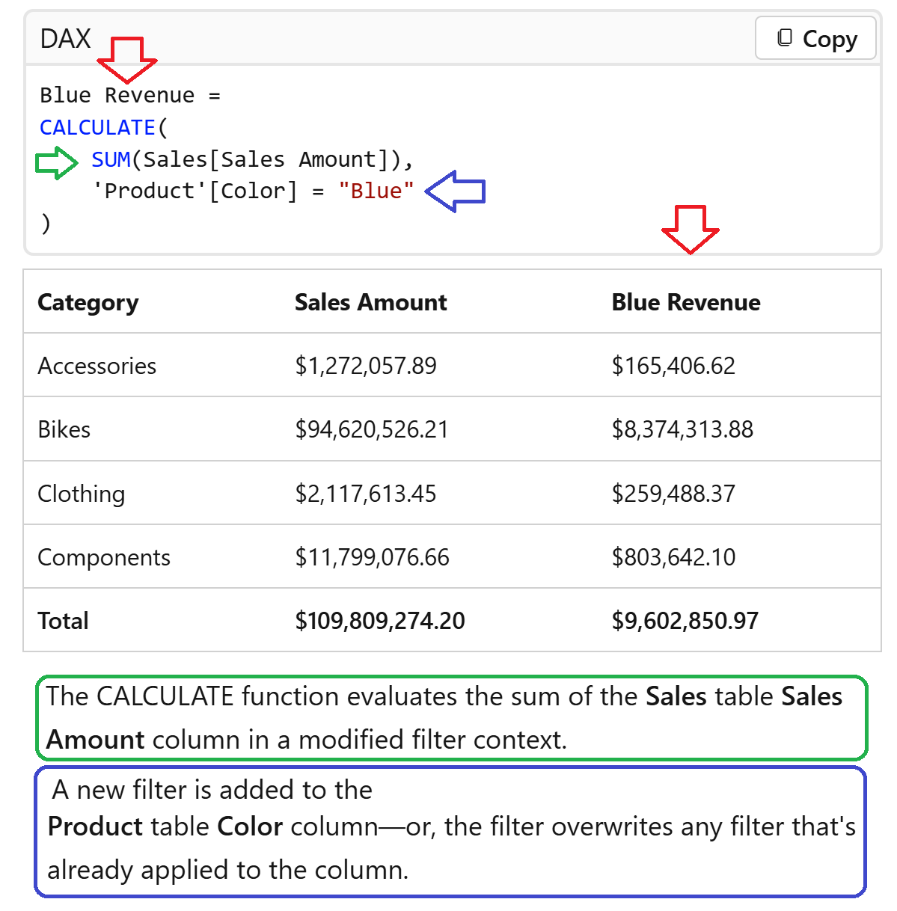 DAX
Copy
Blue Revenue =
CALCULATE(
SUM(Sales[Sales Amount]),
'Product'[Color] = "Blue"
)
Category Sales Amount Blue Revenue
Accessories $1,272,057.89 $165,406.62
Bikes $94,620,526.21 $8,374,313.88
Clothing $2,117,613.45 $259,488.37
Components $11,799,076.66 $803,642.10
Total $109,809,274.20 $9,602,850.97
The CALCULATE function evaluates the sum of the Sales table Sales
Amount column in a modified filter context.
A new filter is added to the
Product table Color column—or, the filter overwrites any filter that's
already applied to the column.